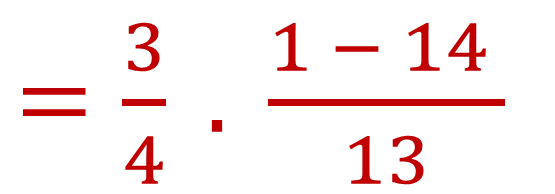 = 3/4 . (1 − 14)/13